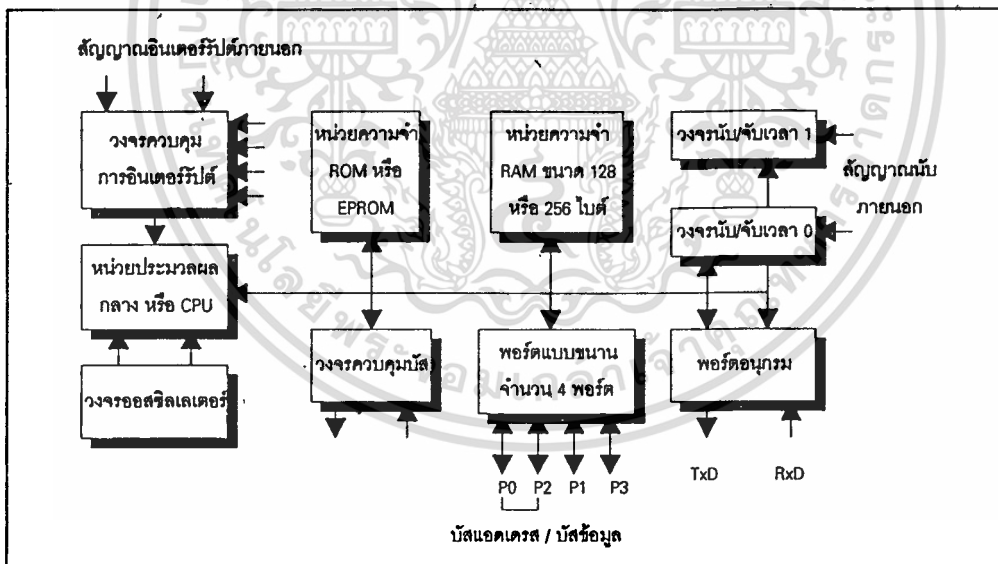 สัญญาณอินเตอร์รัปต์ภายนอก
วงจรควบคุม
การอินเตอร์รัปต์
หน่วยความจำ
ROM หรือ
EPROM
หน่วยความจำ
RAM ขนาด 128
หรือ 256 ไบต์
วงจรนับ/จับเวลา 1
สัญญาณนับ
ภายนอก
วงจรนับ/จับเวลา 0
หน่วยประมวลผล
กลาง หรือ CPU
วงจรออสซิลเลเตอร์
วงจรควบคุมบัส
พอร์ตแบบขนาน
จำนวน 4 พอร์ต
พอร์ตอนุกรม
P0 P2 P1 P3
TxD RxD
บัสแอดเดรส / บัสข้อมูล